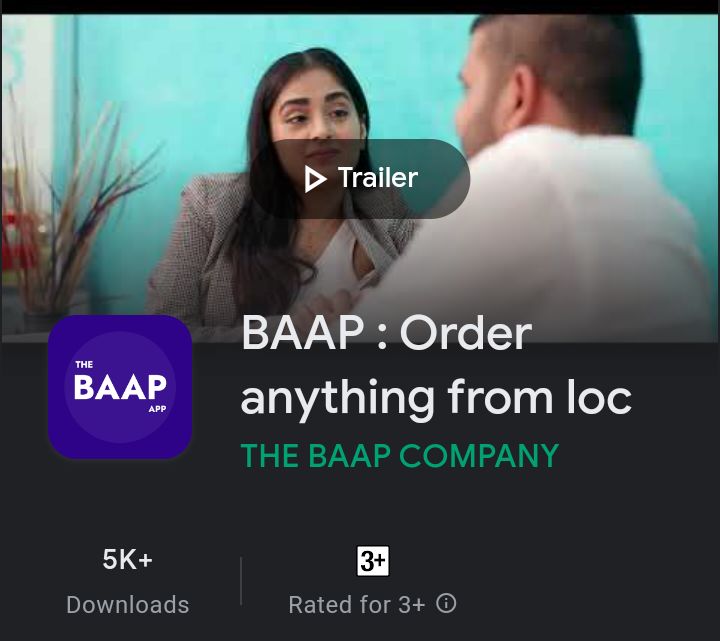 Trailer
THE
BAAP
APP
BAAP : Order
anything from loc
THE BAAP COMPANY
5K+
Downloads
3+
Rated for 3+